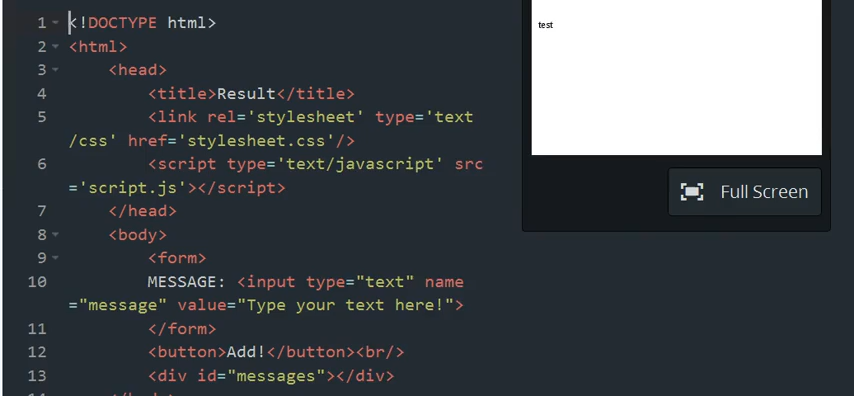 1 <!DOCTYPE html>
2 <html>
3 <head>
4 <title>Result</title>
5 <link rel='stylesheet' type='text
/css' href='stylesheet.css'/>
6 <script type='text/javascript' src
='script.js'></script>
7 </head>
8 <body>
9 <form>
10 MESSAGE: <input type="text" name
="message" value="Type your text here!">
11 </form>
12 <button>Add!</button><br/>
13 <div id="messages"></div>
test
Full Screen